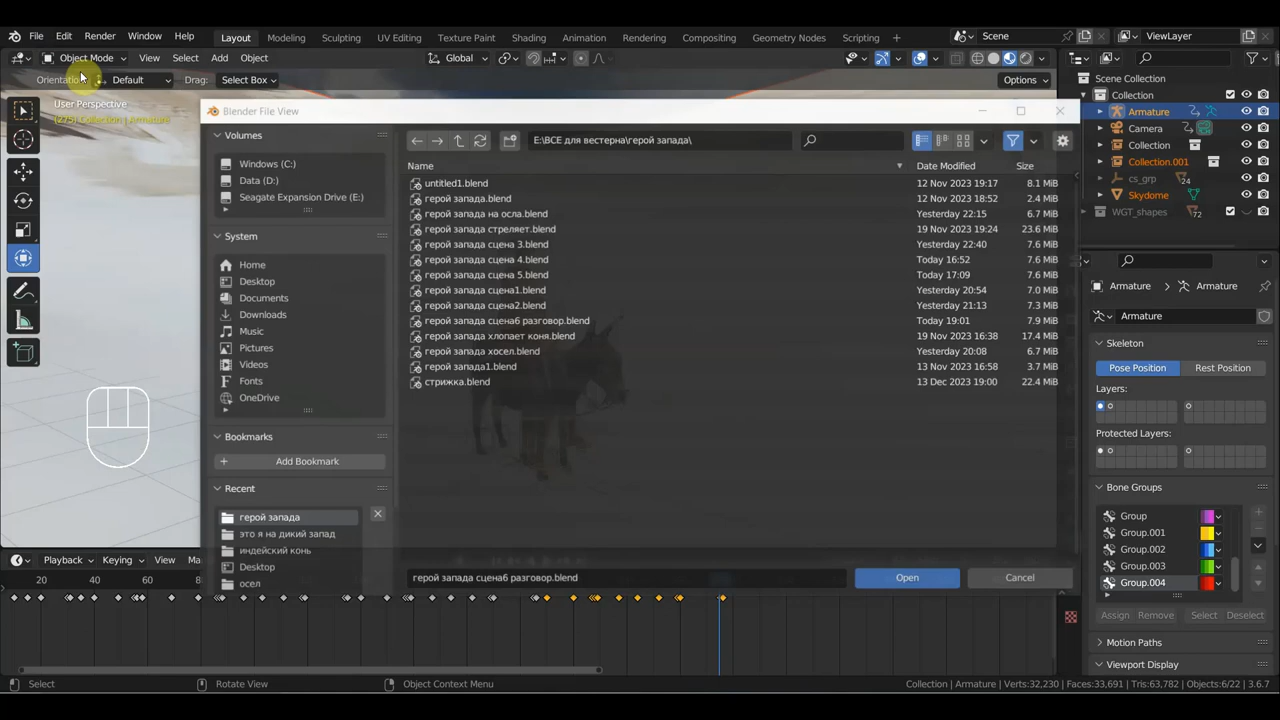 File Edit Render Window Help Layout Modeling Sculpting UV Editing Texture Paint Shading Animation Rendering Compositing Geometry Nodes Scripting Scene ViewLayer
Object Mode View Select Add Object Global
Orientation: Default Drag: Select Box Options
User Perspective
(275) Collection | Armature
Blender File View
Volumes
Windows (C:)
Data (D:)
Seagate Expansion Drive (E:)
System
Home
Desktop
Documents
Downloads
Music
Pictures
Videos
Fonts
OneDrive
Bookmarks
Add Bookmark
Recent
герой запада
это я на дикий запад
индейский конь
Desktop
осел
E:\ВСЕ для вестерна\герой запада\
Name Date Modified Size
untitled1.blend 12 Nov 2023 19:17 8.1 MiB
герой запада.blend 12 Nov 2023 18:52 2.4 MiB
герой запада на осла.blend Yesterday 22:15 6.7 MiB
герой запада стреляет.blend 19 Nov 2023 19:24 23.6 MiB
герой запада сцена 3.blend Yesterday 22:40 7.6 MiB
герой запада сцена 4.blend Today 16:52 7.6 MiB
герой запада сцена 5.blend Today 17:09 7.6 MiB
герой запада сцена1.blend Yesterday 20:54 7.0 MiB
герой запада сцена2.blend Yesterday 21:13 7.3 MiB
герой запада сцена6 разговор.blend Today 19:01 7.9 MiB
герой запада хлопает коня.blend 19 Nov 2023 16:38 17.4 MiB
герой запада хосел.blend Yesterday 20:08 6.7 MiB
герой запада1.blend 13 Nov 2023 16:58 3.7 MiB
стрижка.blend 13 Dec 2023 19:00 22.4 MiB
герой запада сцена6 разговор.blend Open Cancel
Scene Collection
Collection
Armature
Camera
Collection
Collection.001
cs_grp 24
Skydome
WGT_shapes 72
Armature Armature
Armature
Skeleton
Pose Position Rest Position
Layers:
Protected Layers:
Bone Groups
Group
Group.001
Group.002
Group.003
Group.004
Assign Remove Select Deselect
Motion Paths
Viewport Display
Playback Keying View Ma
20 40 60
Select Rotate View Object Context Menu Collection | Armature | Verts:32,230 | Faces:33,691 | Tris:63,782 | Objects:6/22 | 3.6.7